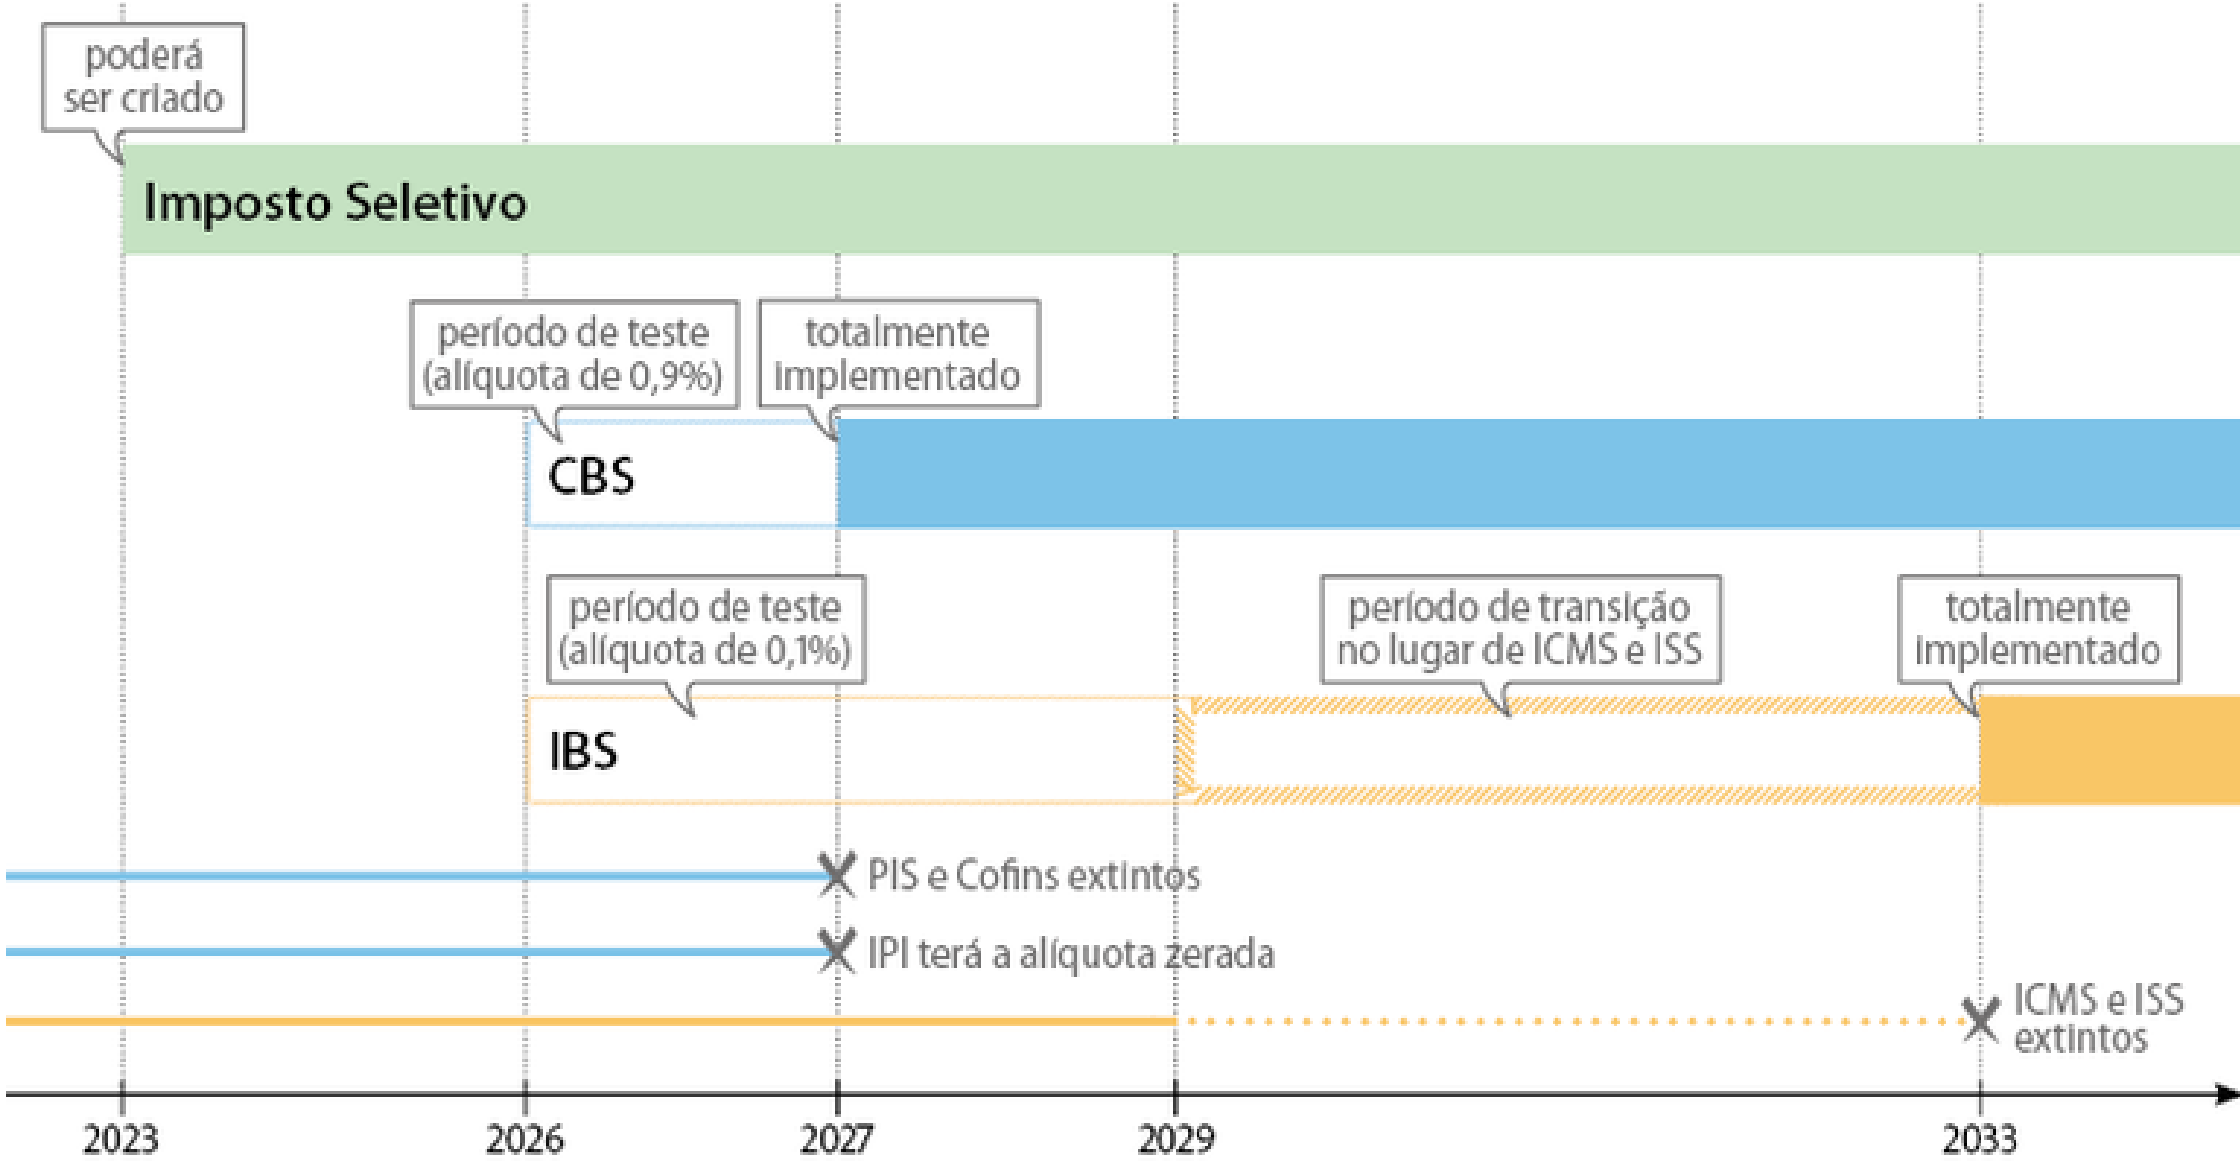 poderá
ser criado
Imposto Seletivo
período de teste
(alíquota de 0,9%)
totalmente
implementado
CBS
período de teste
(alíquota de 0,1%)
período de transição
no lugar de ICMS e ISS
totalmente
implementado
IBS
PIS e Cofins extintos
IPI terá a alíquota zerada
ICMS e ISS
extintos
2023
2026
2027
2029
2033